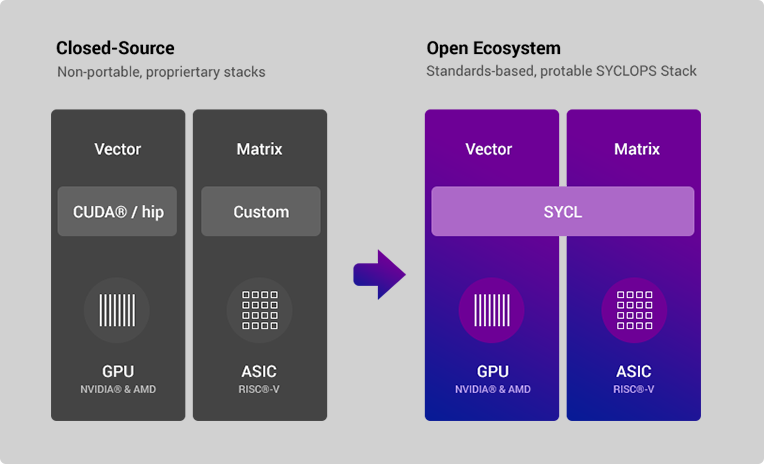 Closed-Source
Non-portable, propriertary stacks
Vector
CUDA® / hip
GPU
NVIDIA® & AMD
Matrix
Custom
ASIC
RISC®-V
Open Ecosystem
Standards-based, protable SYCLOPS Stack
Vector
Matrix
SYCL
GPU
NVIDIA® & AMD
ASIC
RISC®-V